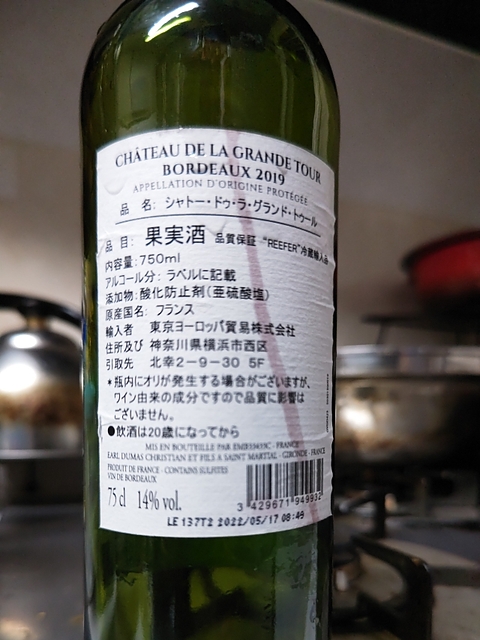 CHÂTEAU DE LA GRANDE TOUR
BORDEAUX 2019
APPELLATION D'ORIGINE PROTÉGÉE
品 名: シャトー・ドゥ・ラ・グランド・トゥール
品 目: 果実酒 品質保証 "REEFER"冷蔵輸入品
内容量:750ml
アルコール分: ラベルに記載
添加物:酸化防止剤(亜硫酸塩)
原産国名: フランス
輸入者 東京ヨーロッパ貿易株式会社
住所及び 神奈川県横浜市西区
引取先 北幸2-9-30 5F
*瓶内にオリが発生する場合がございますが、
ワイン由来の成分ですので品質に影響は
ございません。
●飲酒は20歳になってから
MIS EN BOUTEILLE PAR EMB33433C - FRANCE
EARL DUMAS CHRISTIAN ET FILS A SAINT MARTIAL - GIRONDE - FRANCE
PRODUIT DE FRANCE - CONTAINS SULFITES
VIN DE BORDEAUX
75 cl 14% vol.
3 429671 949932
LE 137T2 2022/05/17 08:49